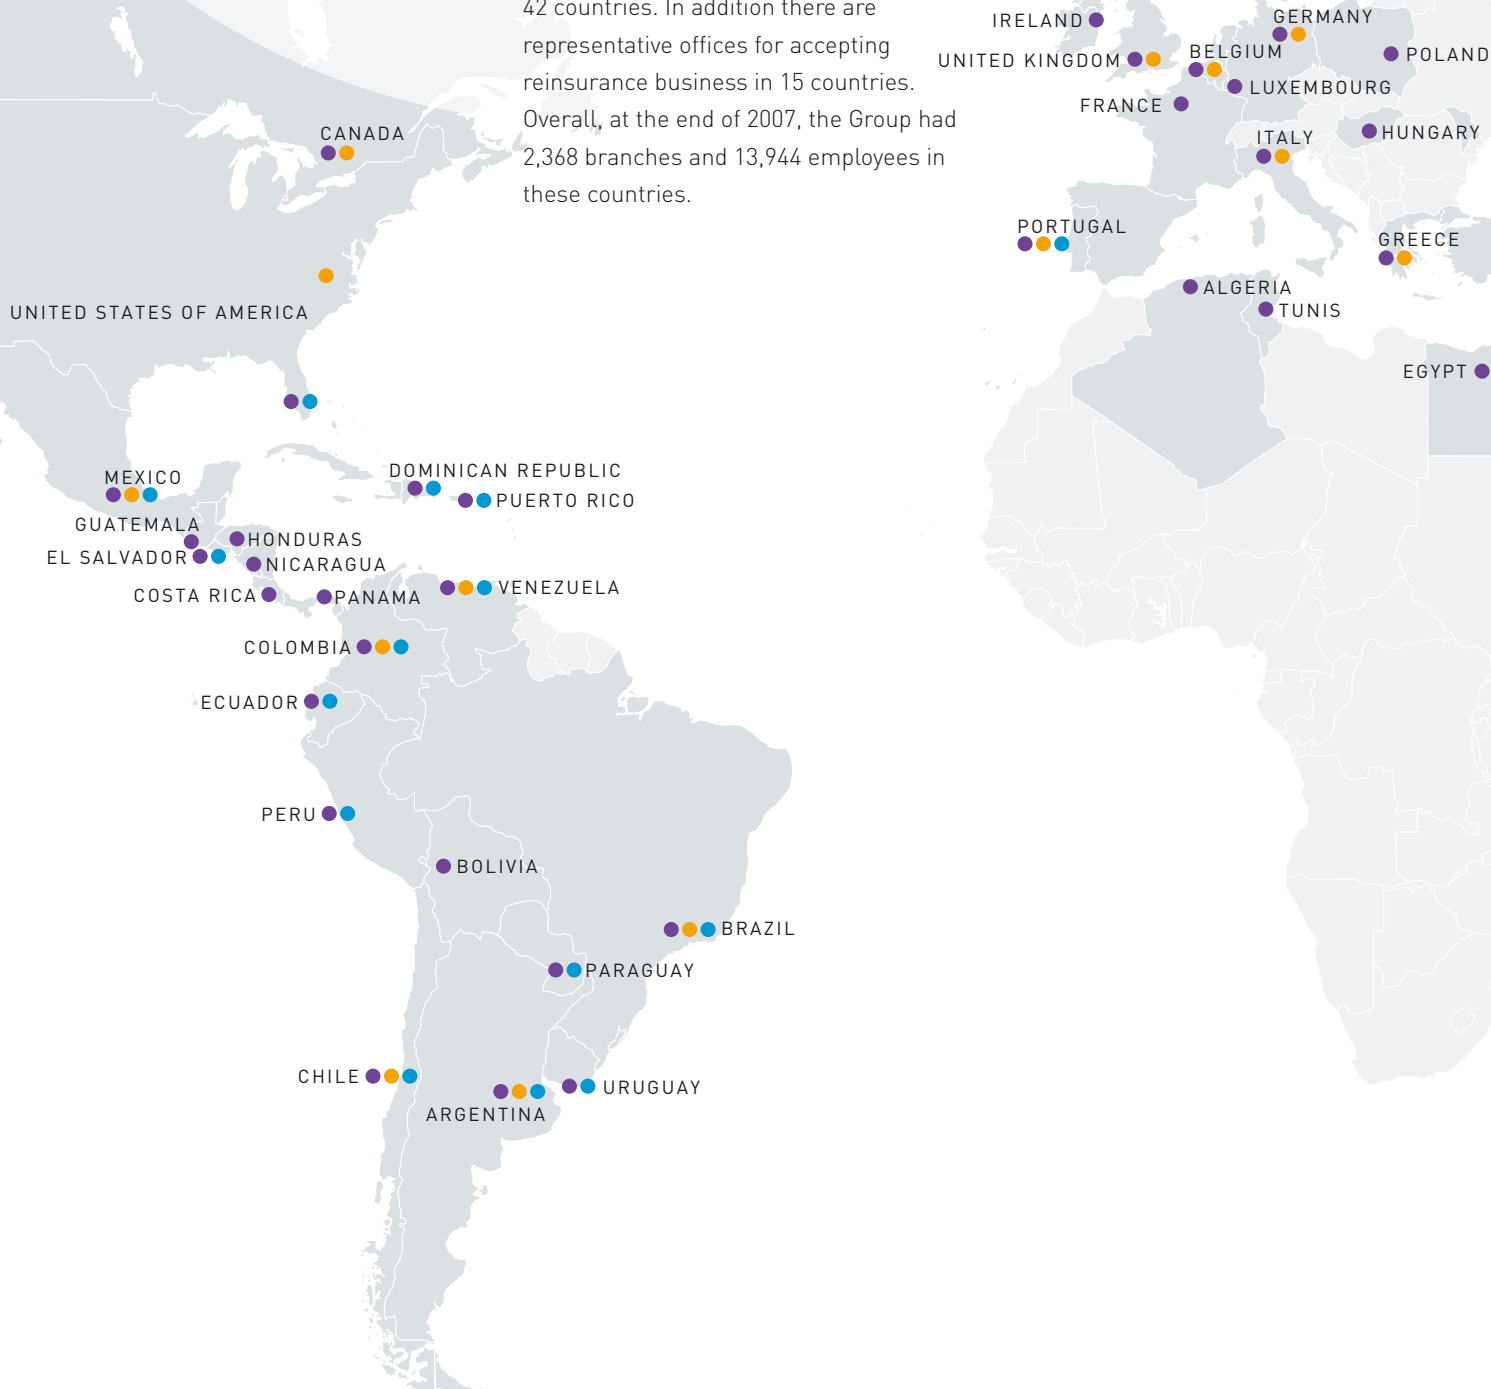 42 countries. In addition there are
representative offices for accepting
reinsurance business in 15 countries.
Overall, at the end of 2007, the Group had
2,368 branches and 13,944 employees in
these countries.
CANADA
UNITED STATES OF AMERICA
MEXICO
GUATEMALA
EL SALVADOR
HONDURAS
NICARAGUA
COSTA RICA
PANAMA
DOMINICAN REPUBLIC
PUERTO RICO
VENEZUELA
COLOMBIA
ECUADOR
PERU
BOLIVIA
BRAZIL
PARAGUAY
CHILE
ARGENTINA
URUGUAY
IRELAND
UNITED KINGDOM
GERMANY
BELGIUM
POLAND
LUXEMBOURG
FRANCE
ITALY
HUNGARY
PORTUGAL
GREECE
ALGERIA
TUNIS
EGYPT